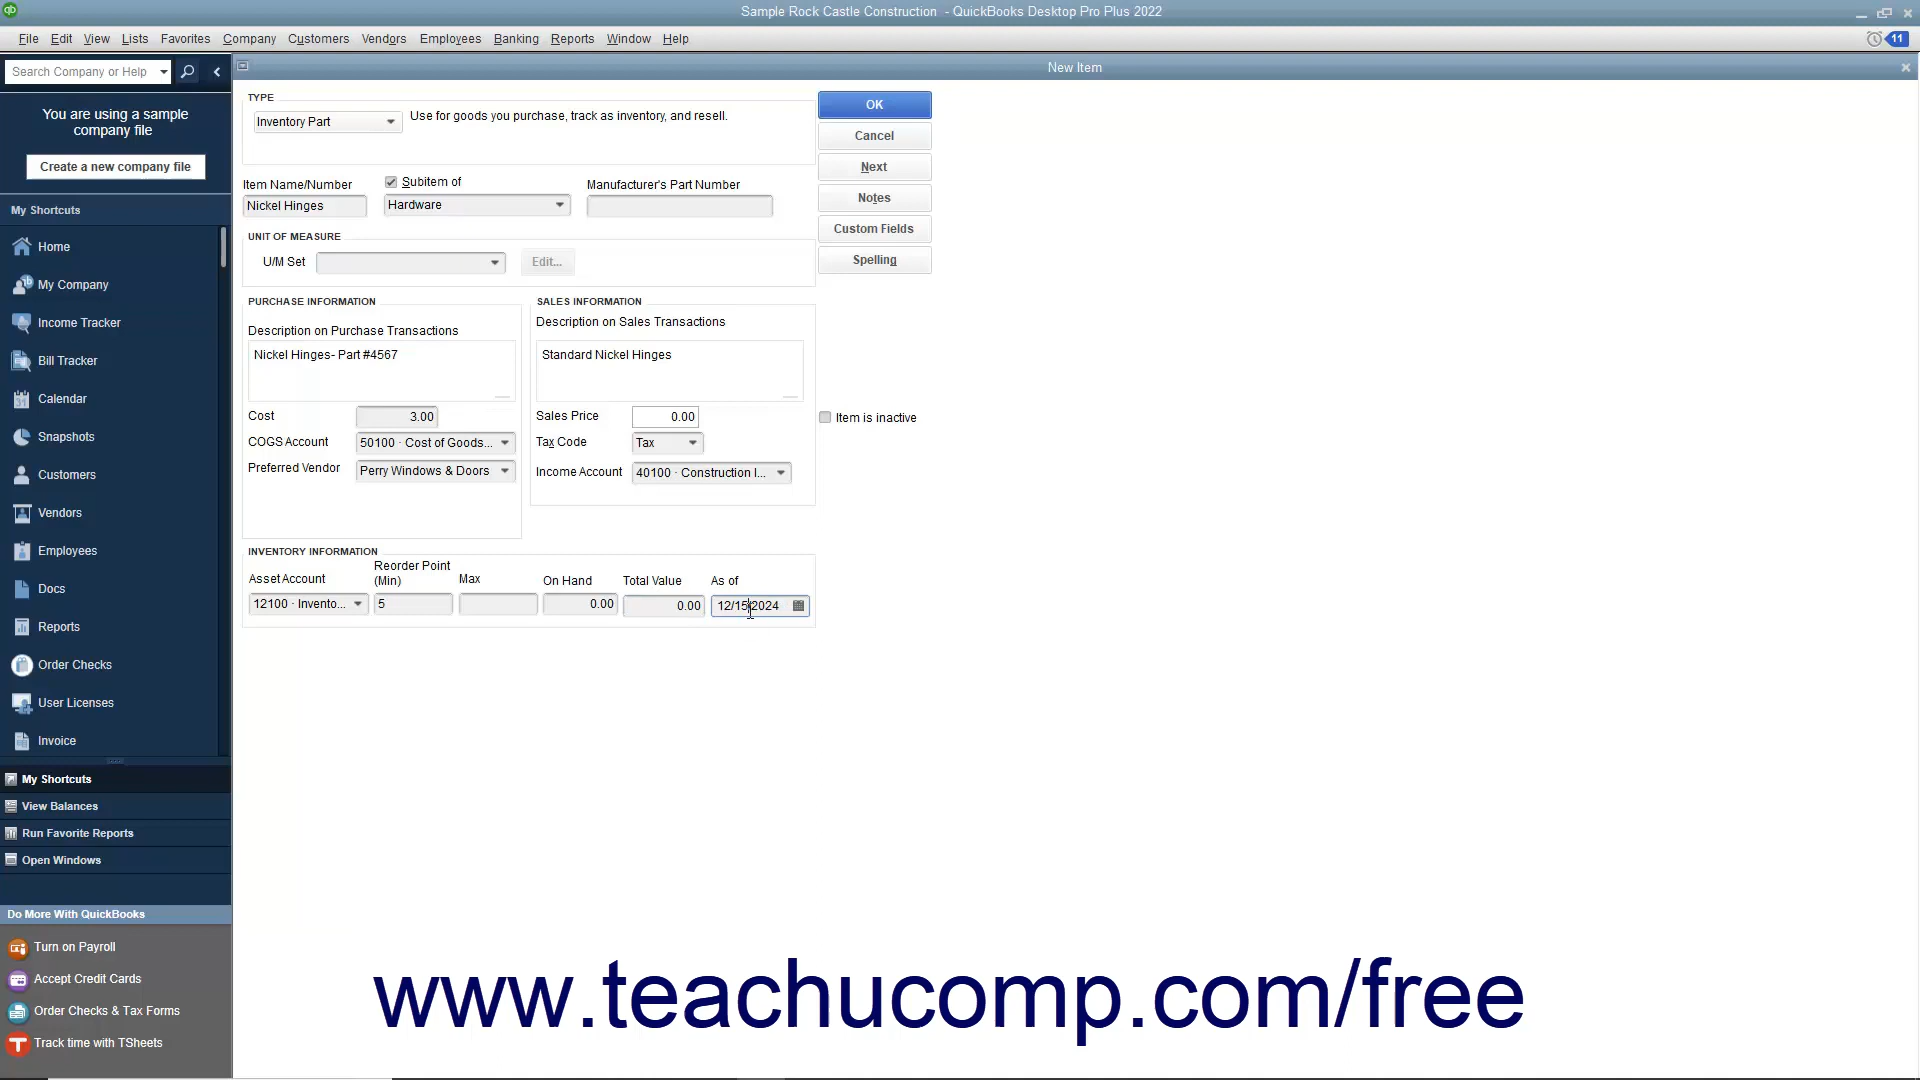 Sample Rock Castle Construction - QuickBooks Desktop Pro Plus 2022
File Edit View Lists Favorites Company Customers Vendors Employees Banking Reports Window Help
11
Search Company or Help
New Item
You are using a sample
company file
Create a new company file
My Shortcuts
Home
My Company
Income Tracker
Bill Tracker
Calendar
Snapshots
Customers
Vendors
Employees
Docs
Reports
Order Checks
User Licenses
Invoice
My Shortcuts
View Balances
Run Favorite Reports
Open Windows
Do More With QuickBooks
Turn on Payroll
Accept Credit Cards
Order Checks & Tax Forms
Track time with TSheets
TYPE
Inventory Part
Use for goods you purchase, track as inventory, and resell.
Item Name/Number
Subitem of
Manufacturer's Part Number
Nickel Hinges
Hardware
UNIT OF MEASURE
U/M Set
Edit...
PURCHASE INFORMATION
Description on Purchase Transactions
Nickel Hinges- Part #4567
Cost 3.00
COGS Account 50100 · Cost of Goods...
Preferred Vendor Perry Windows & Doors
SALES INFORMATION
Description on Sales Transactions
Standard Nickel Hinges
Sales Price 0.00
Tax Code Tax
Income Account 40100 · Construction I...
INVENTORY INFORMATION
Asset Account
Reorder Point
(Min)
Max
On Hand
Total Value
As of
12100 · Invento... 5 0.00 0.00 12/15/2024
OK
Cancel
Next
Notes
Custom Fields
Spelling
Item is inactive
www.teachucomp.com/free